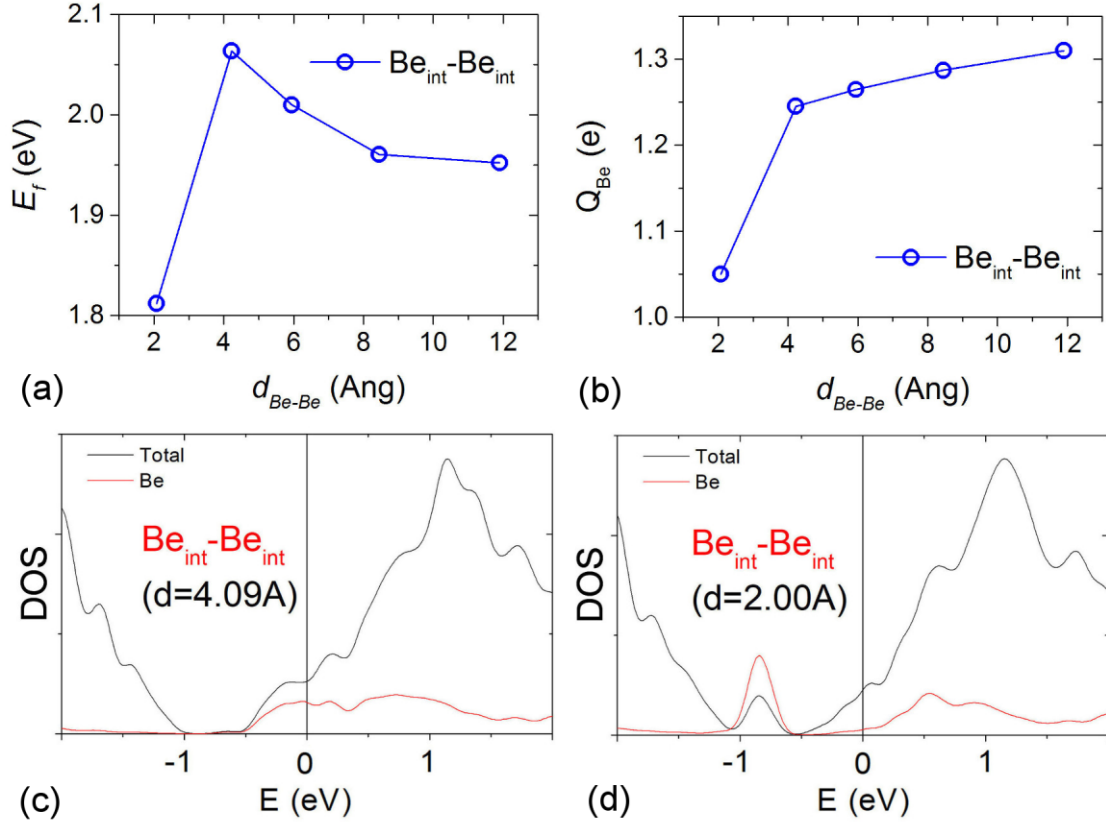 2.1
2.0
1.9
1.8
E_f (eV)
Be_int-Be_int
2 4 6 8 10 12
(a)
d_Be-Be (Ang)
1.3
1.2
1.1
1.0
Q_Be (e)
Be_int-Be_int
2 4 6 8 10 12
(b)
d_Be-Be (Ang)
Total
Be
Be_int-Be_int
(d=4.09A)
DOS
-1 0 1
(c)
E (eV)
Total
Be
Be_int-Be_int
(d=2.00A)
DOS
-1 0 1
(d)
E (eV)